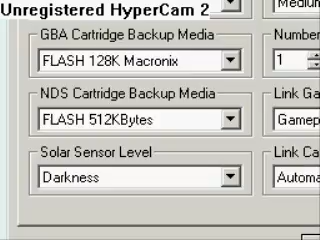 Unregistered HyperCam 2
Medium
GBA Cartridge Backup Media
Number
FLASH 128K Macronix
1
NDS Cartridge Backup Media
Link Ga
FLASH 512KBytes
Gamep
Solar Sensor Level
Link Ca
Darkness
Automa